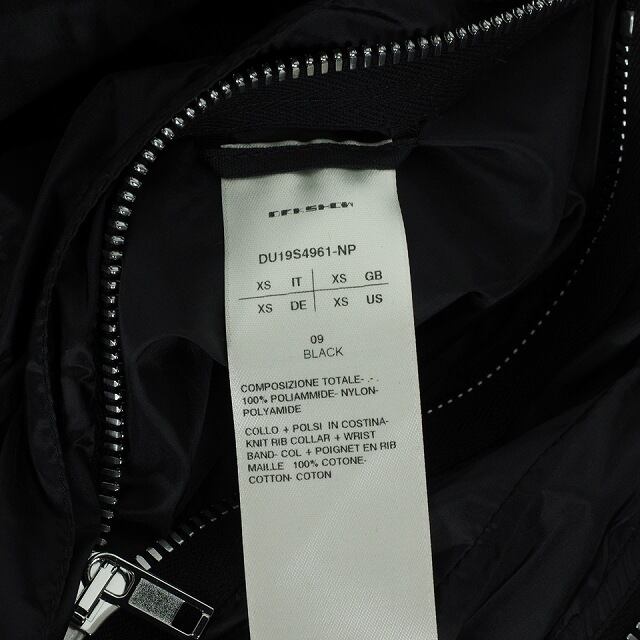 DRKSHDW
DU19S4961-NP
XS IT XS GB
XS DE XS US
09
BLACK
COMPOSIZIONE TOTALE- .- .
100% POLIAMMIDE- NYLON-
POLYAMIDE
COLLO + POLSI IN COSTINA-
KNIT RIB COLLAR + WRIST
BAND- COL + POIGNET EN RIB
MAILLE 100% COTONE-
COTTON- COTON